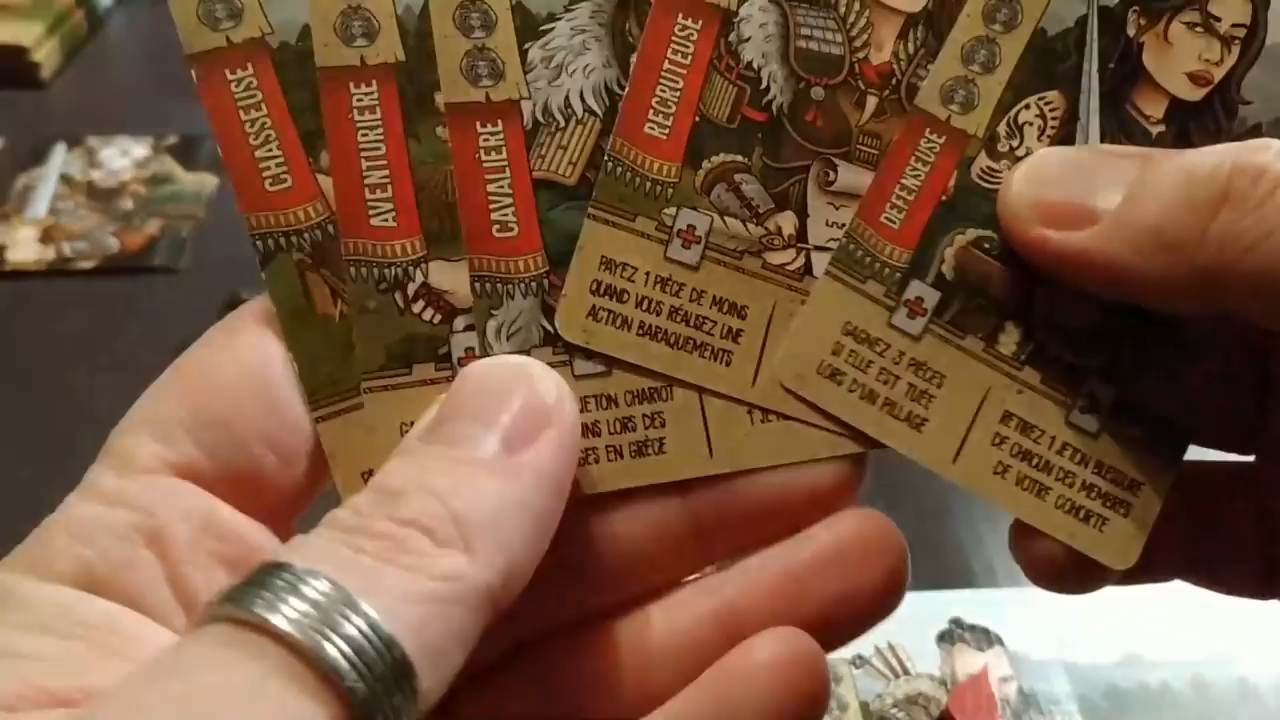 CHASSEUSE
AVENTURIÈRE
CAVALIÈRE
RECRUTEUSE
DEFENSEUSE
PAYEZ 1 PIÈCE DE MOINS
QUAND VOUS RÉALISEZ UNE
ACTION BARAQUEMENTS
GAGNEZ 3 PIÈCES
SI ELLE EST TUÉE
LORS D'UN PILLAGE
RETIREZ 1 JETON BLESSURE
DE CHACUN DES MEMBRES
DE VOTRE COHORTE
JETON CHARIOT
LORS DES
EN GRÈCE
1